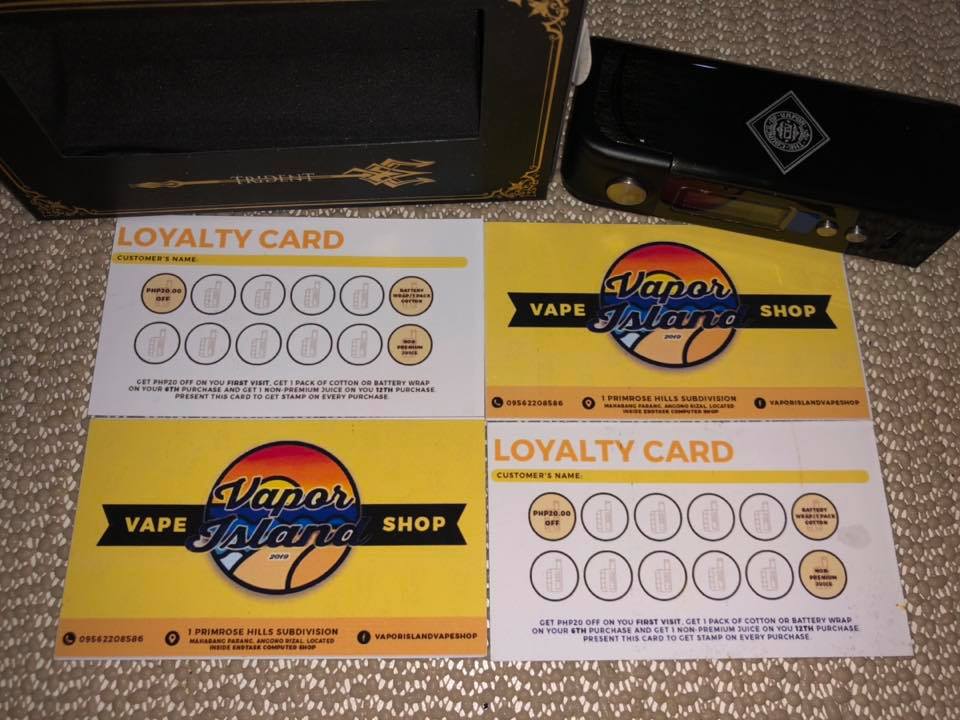 TRIDENT
LOYALTY CARD
CUSTOMER'S NAME:
PHP20.00
OFF
BATTERY
WRAP/1 PACK
COTTON
NON-
PREMIUM
JUICE
GET PHP20 OFF ON YOU FIRST VISIT, GET 1 PACK OF COTTON OR BATTERY WRAP
ON YOUR 6TH PURCHASE AND GET 1 NON-PREMIUM JUICE ON YOU 12TH PURCHASE.
PRESENT THIS CARD TO GET STAMP ON EVERY PURCHASE.
VAPE Vapor Island SHOP
2019
09562208586
1 PRIMROSE HILLS SUBDIVISION
MAHABANG PARANG, ANGONO RIZAL, LOCATED
INSIDE ENDTASK COMPUTER SHOP
VAPORISLANDVAPESHOP
VAPE Vapor Island SHOP
2019
09562208586
1 PRIMROSE HILLS SUBDIVISION
MAHABANG PARANG, ANGONO RIZAL, LOCATED
INSIDE ENDTASK COMPUTER SHOP
VAPORISLANDVAPESHOP
LOYALTY CARD
CUSTOMER'S NAME:
PHP20.00
OFF
BATTERY
WRAP/1 PACK
COTTON
NON-
PREMIUM
JUICE
GET PHP20 OFF ON YOU FIRST VISIT, GET 1 PACK OF COTTON OR BATTERY WRAP
ON YOUR 6TH PURCHASE AND GET 1 NON-PREMIUM JUICE ON YOU 12TH PURCHASE.
PRESENT THIS CARD TO GET STAMP ON EVERY PURCHASE.